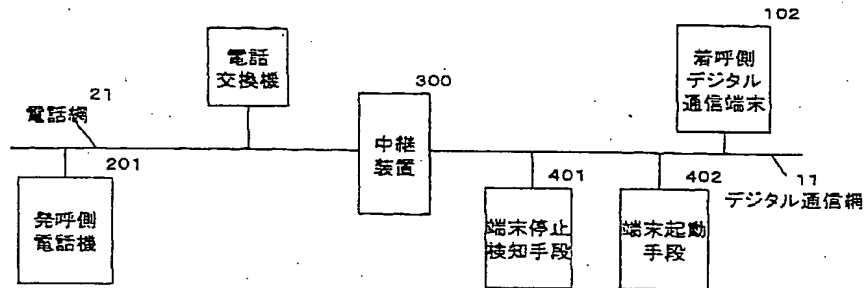 102
電話
交換機
300
着呼側
デジタル
通信端末
21
電話網
中継
装置
201
401
402
11
デジタル通信網
発呼側
電話機
端末停止
検知手段
端末起動
手段